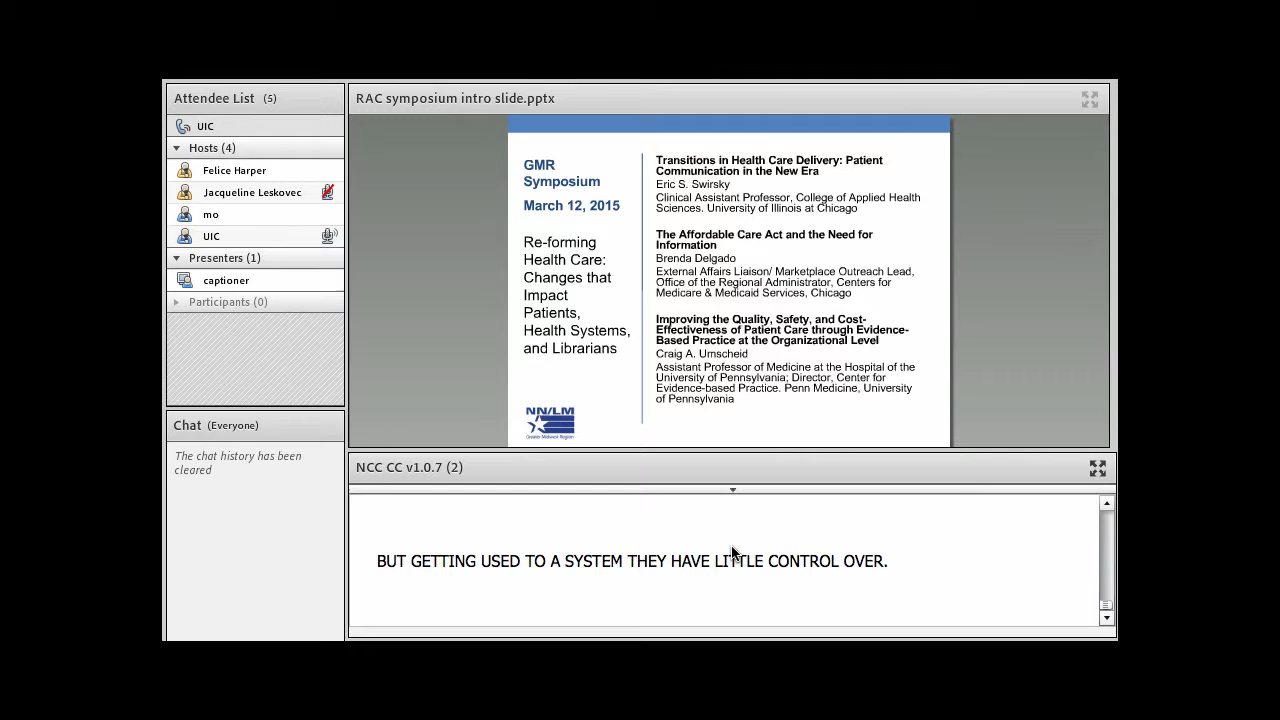 Attendee List (5)
UIC
Hosts (4)
Felice Harper
Jacqueline Leskovec
mo
UIC
Presenters (1)
captioner
Participants (0)
Chat (Everyone)
The chat history has been
cleared
RAC symposium intro slide.pptx
GMR
Symposium
March 12, 2015
Re-forming
Health Care:
Changes that
Impact
Patients,
Health Systems,
and Librarians
NN/LM
Greater Midwest Region
Transitions in Health Care Delivery: Patient
Communication in the New Era
Eric S. Swirsky
Clinical Assistant Professor, College of Applied Health
Sciences. University of Illinois at Chicago
The Affordable Care Act and the Need for
Information
Brenda Delgado
External Affairs Liaison/ Marketplace Outreach Lead,
Office of the Regional Administrator, Centers for
Medicare & Medicaid Services, Chicago
Improving the Quality, Safety, and Cost-
Effectiveness of Patient Care through Evidence-
Based Practice at the Organizational Level
Craig A. Umscheid
Assistant Professor of Medicine at the Hospital of the
University of Pennsylvania; Director, Center for
Evidence-based Practice. Penn Medicine, University
of Pennsylvania
NCC CC v1.0.7 (2)
BUT GETTING USED TO A SYSTEM THEY HAVE LITTLE CONTROL OVER.